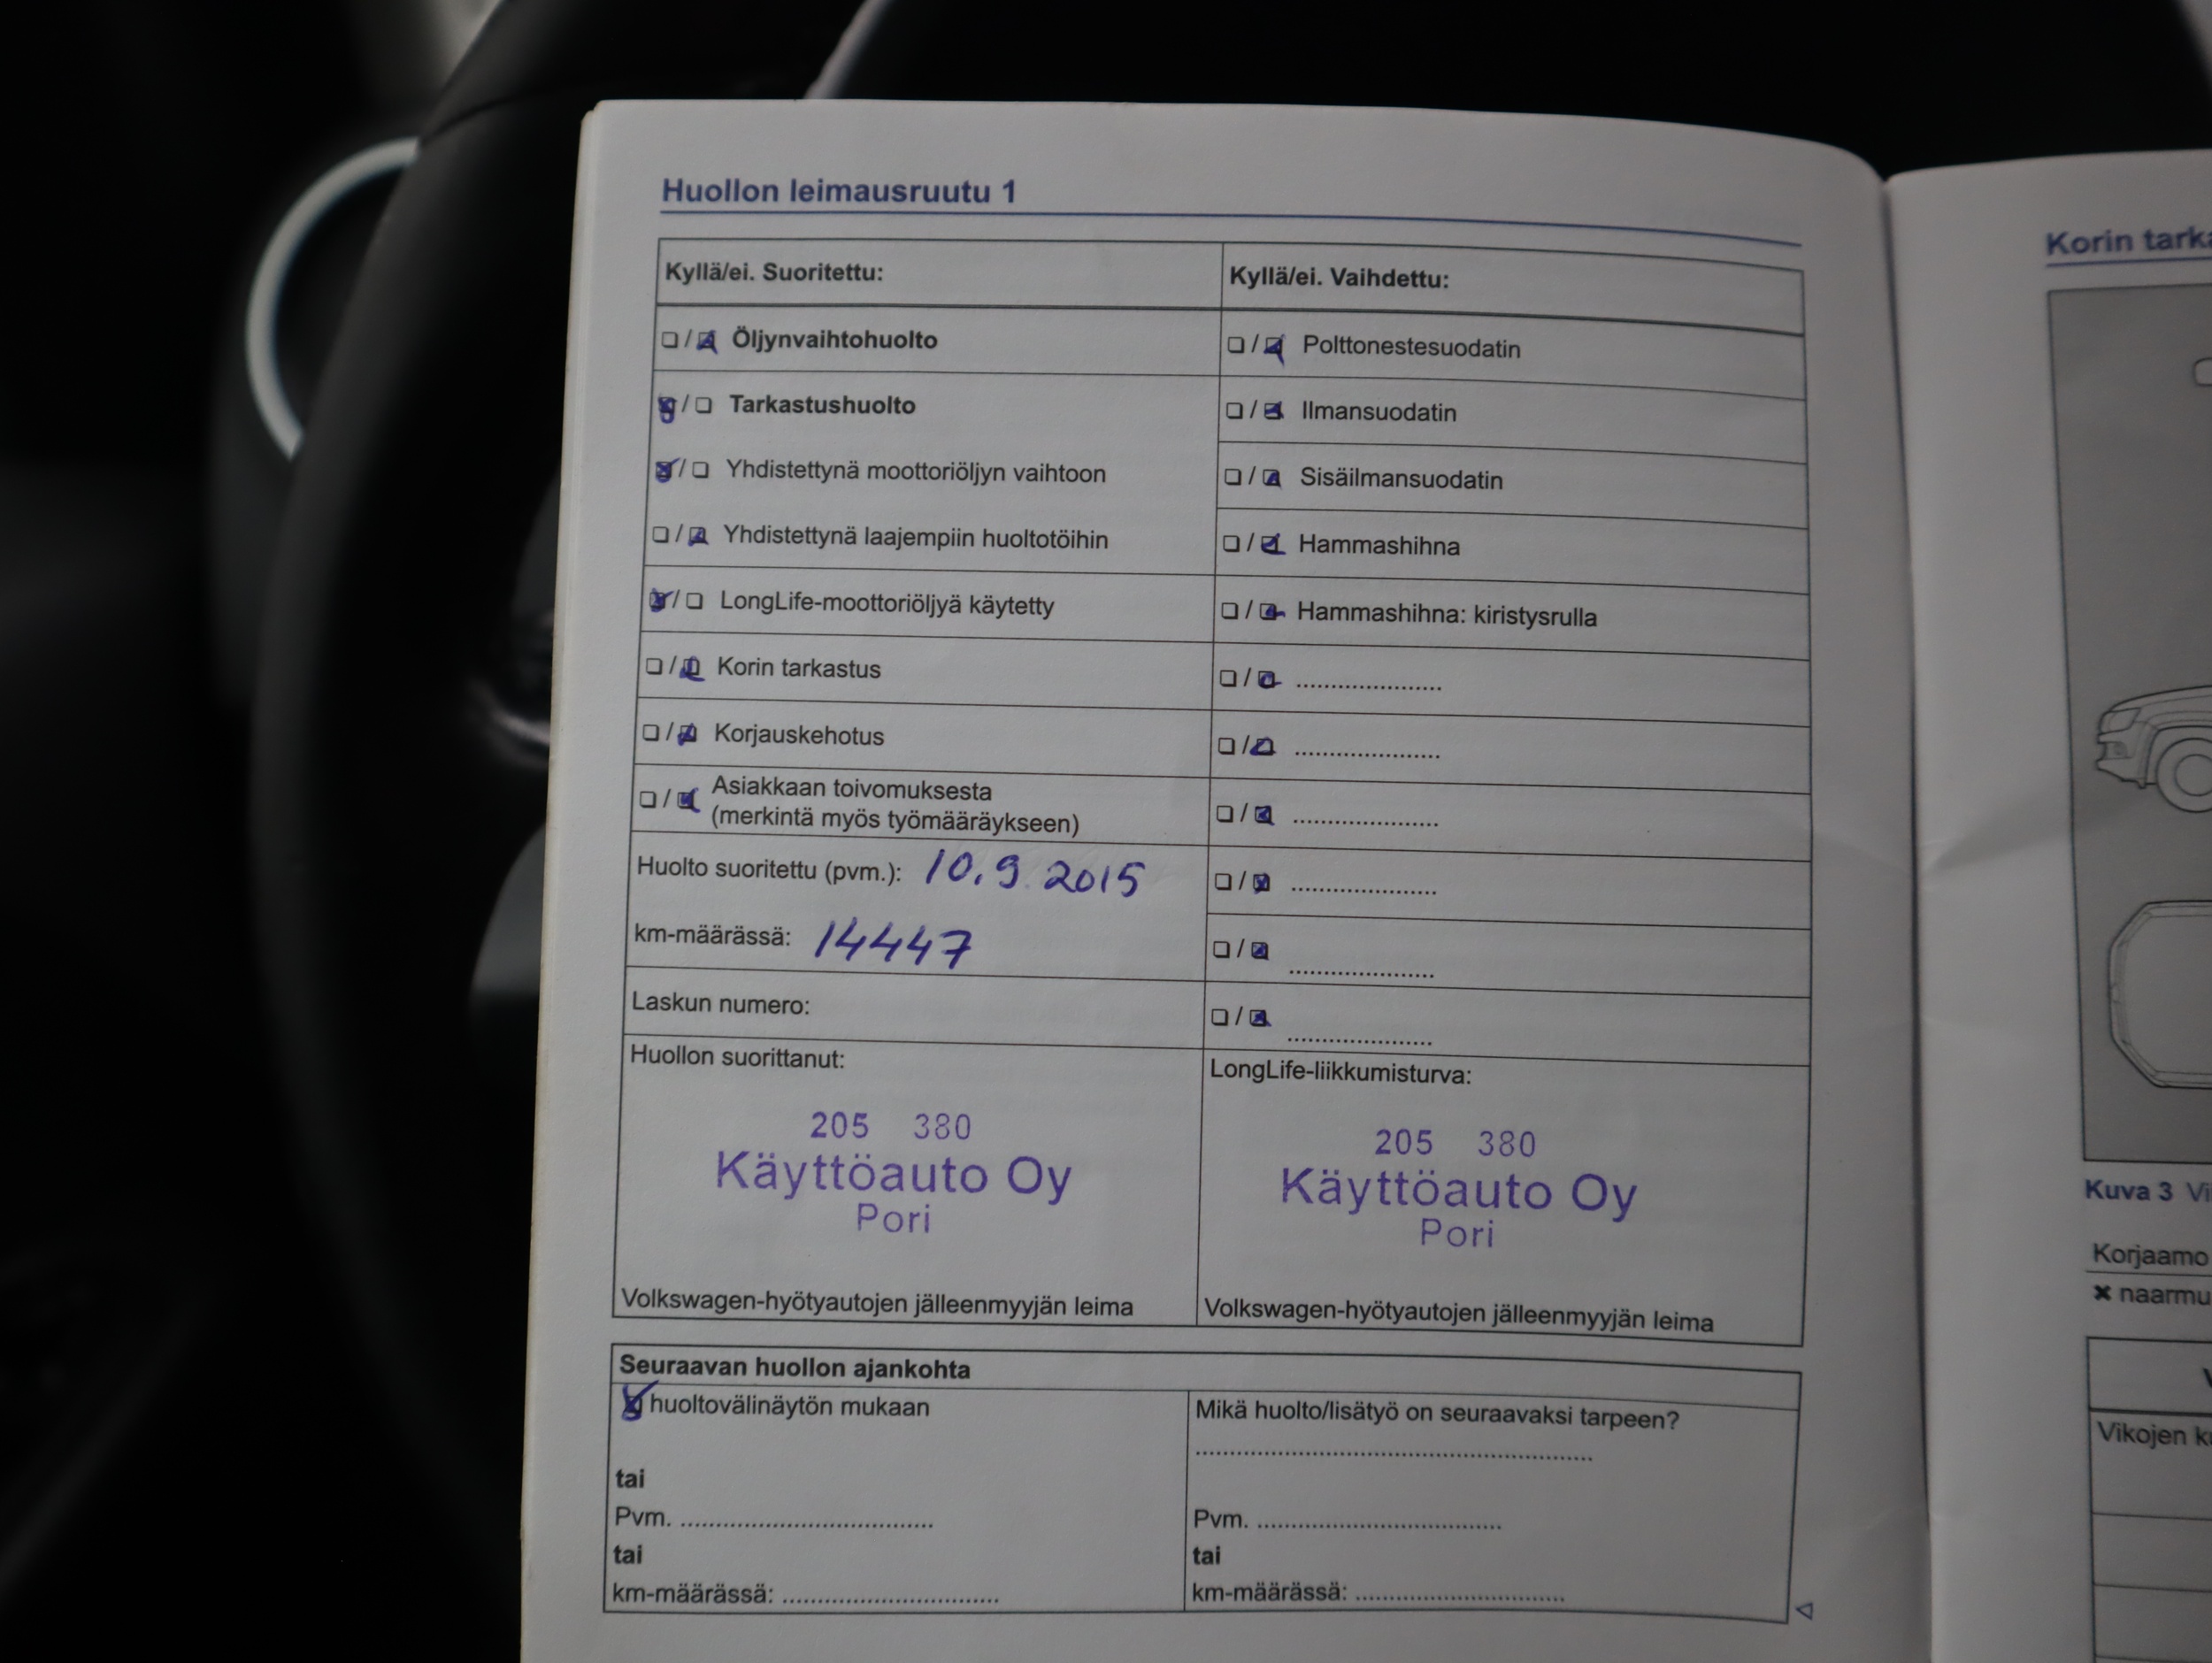 Huollon leimausruutu 1
Kyllä/ei. Suoritettu:
Öljynvaihtohuolto
Tarkastushuolto
Yhdistettynä moottoriöljyn vaihtoon
Yhdistettynä laajempiin huoltotöihin
LongLife-moottoriöljyä käytetty
Korin tarkastus
Korjauskehotus
Asiakkaan toivomuksesta
(merkintä myös työmääräykseen)
Huolto suoritettu (pvm.): 10.9.2015
km-määrässä: 14447
Laskun numero:
Huollon suorittanut:
205 380
Käyttöauto Oy
Pori
Volkswagen-hyötyautojen jälleenmyyjän leima
Kyllä/ei. Vaihdettu:
Polttonestesuodatin
Ilmansuodatin
Sisäilmansuodatin
Hammashihna
Hammashihna: kiristysrulla
LongLife-liikkumisturva:
205 380
Käyttöauto Oy
Pori
Volkswagen-hyötyautojen jälleenmyyjän leima
Seuraavan huollon ajankohta
huoltovälinäytön mukaan
tai
Pvm.
tai
km-määrässä:
Mikä huolto/lisätyö on seuraavaksi tarpeen?
Pvm.
tai
km-määrässä:
Korin
Kuva 3
Korjaamo
Vikojen